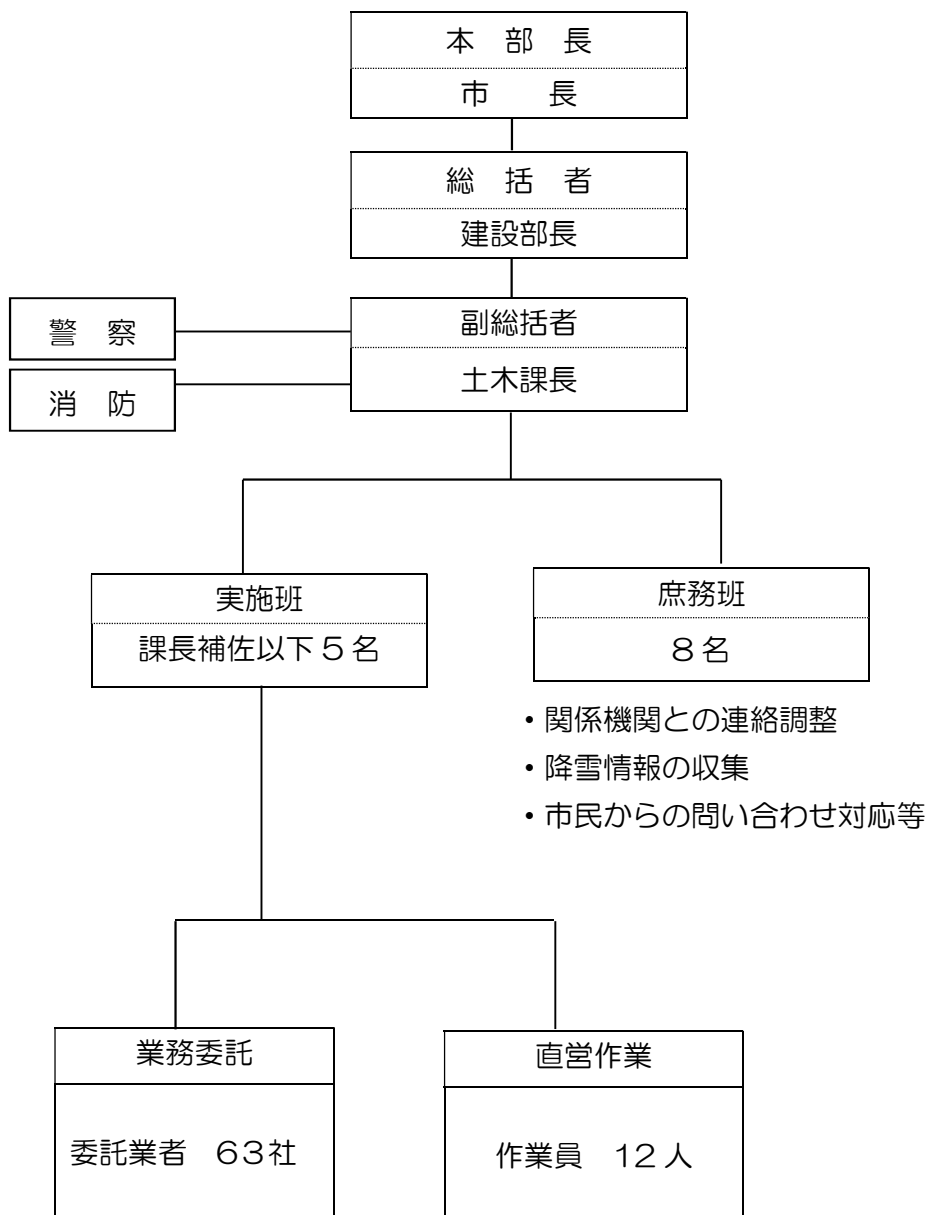 本　部　長
市　　長
総　括　者
建設部長
警　察
消　防
副総括者
土木課長
実施班
課長補佐以下５名
庶務班
８名
・関係機関との連絡調整
・降雪情報の収集
・市民からの問い合わせ対応等
業務委託
委託業者　６３社
直営作業
作業員　１２人